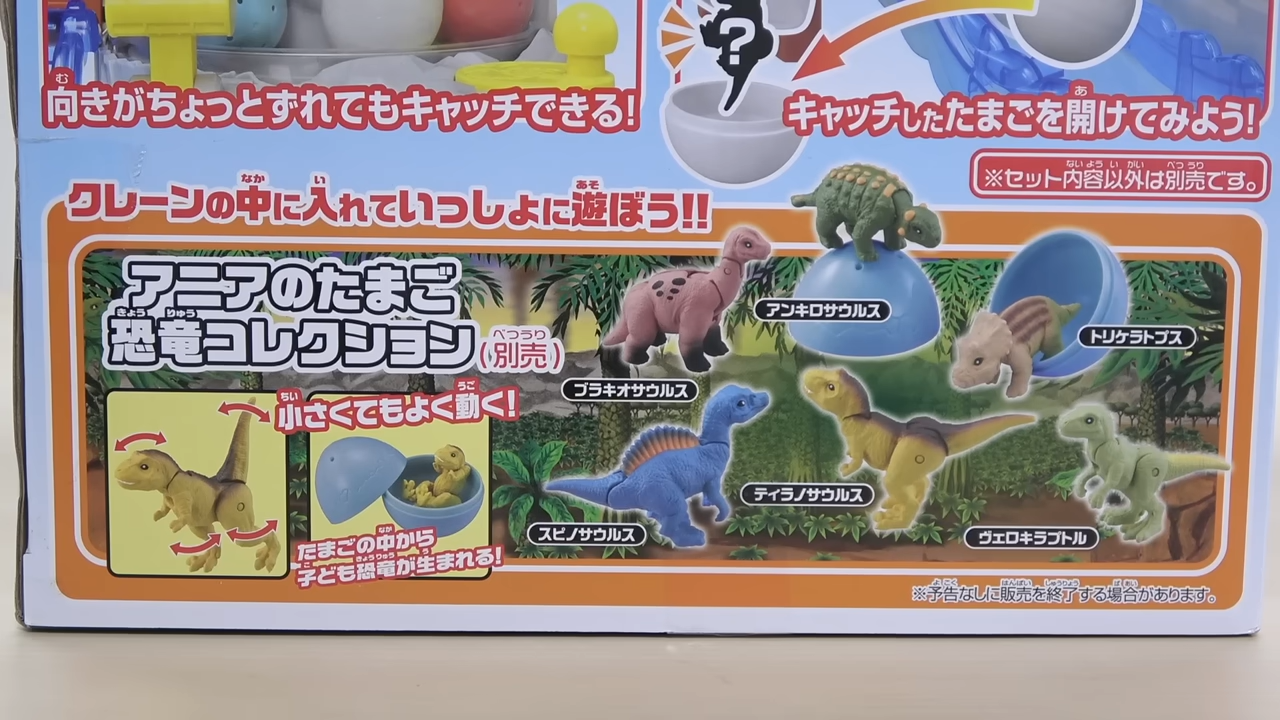 向きがちょっとずれてもキャッチできる!
?
キャッチしたたまごを開けてみよう!
※セット内容以外は別売です。
クレーンの中に入れていっしょに遊ぼう!!
アニアのたまご
恐竜コレクション(別売)
小さくてもよく動く!
たまごの中から
子ども恐竜が生まれる!
ブラキオサウルス
アンキロサウルス
トリケラトプス
スピノサウルス
ティラノサウルス
ヴェロキラプトル
※予告なしに販売を終了する場合があります。